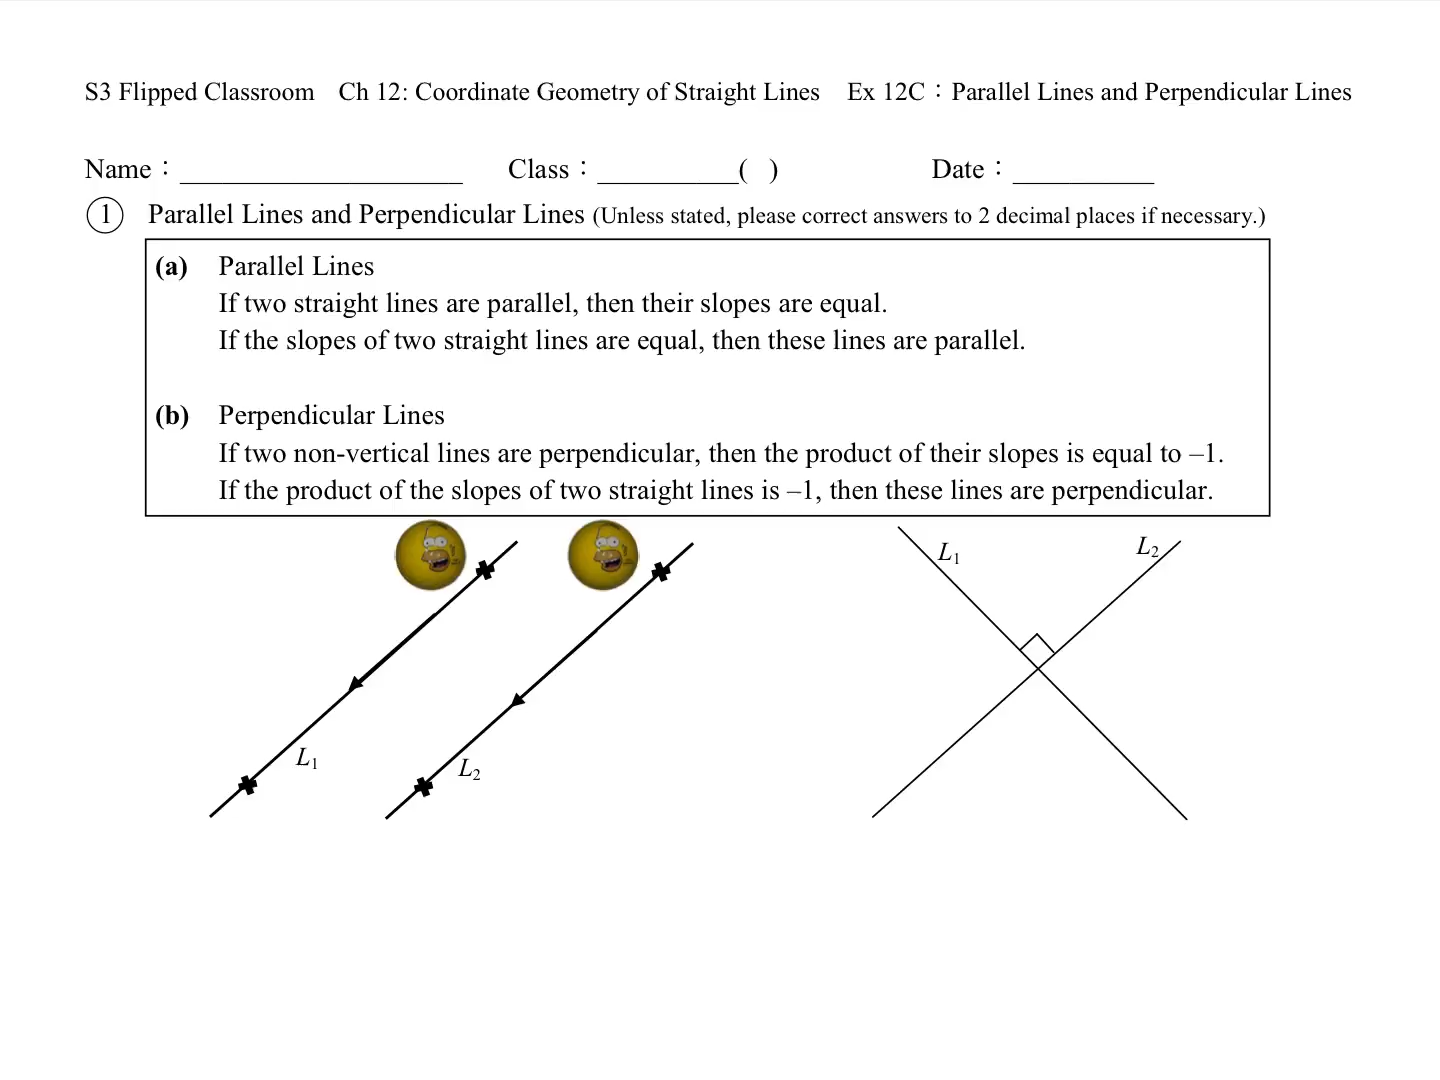 S3 Flipped Classroom Ch 12: Coordinate Geometry of Straight Lines Ex 12C：Parallel Lines and Perpendicular Lines
Name：____________________ Class：__________( ) Date：__________
① Parallel Lines and Perpendicular Lines (Unless stated, please correct answers to 2 decimal places if necessary.)
(a) Parallel Lines
If two straight lines are parallel, then their slopes are equal.
If the slopes of two straight lines are equal, then these lines are parallel.
(b) Perpendicular Lines
If two non-vertical lines are perpendicular, then the product of their slopes is equal to –1.
If the product of the slopes of two straight lines is –1, then these lines are perpendicular.
L₁ L₂
L₁ L₂